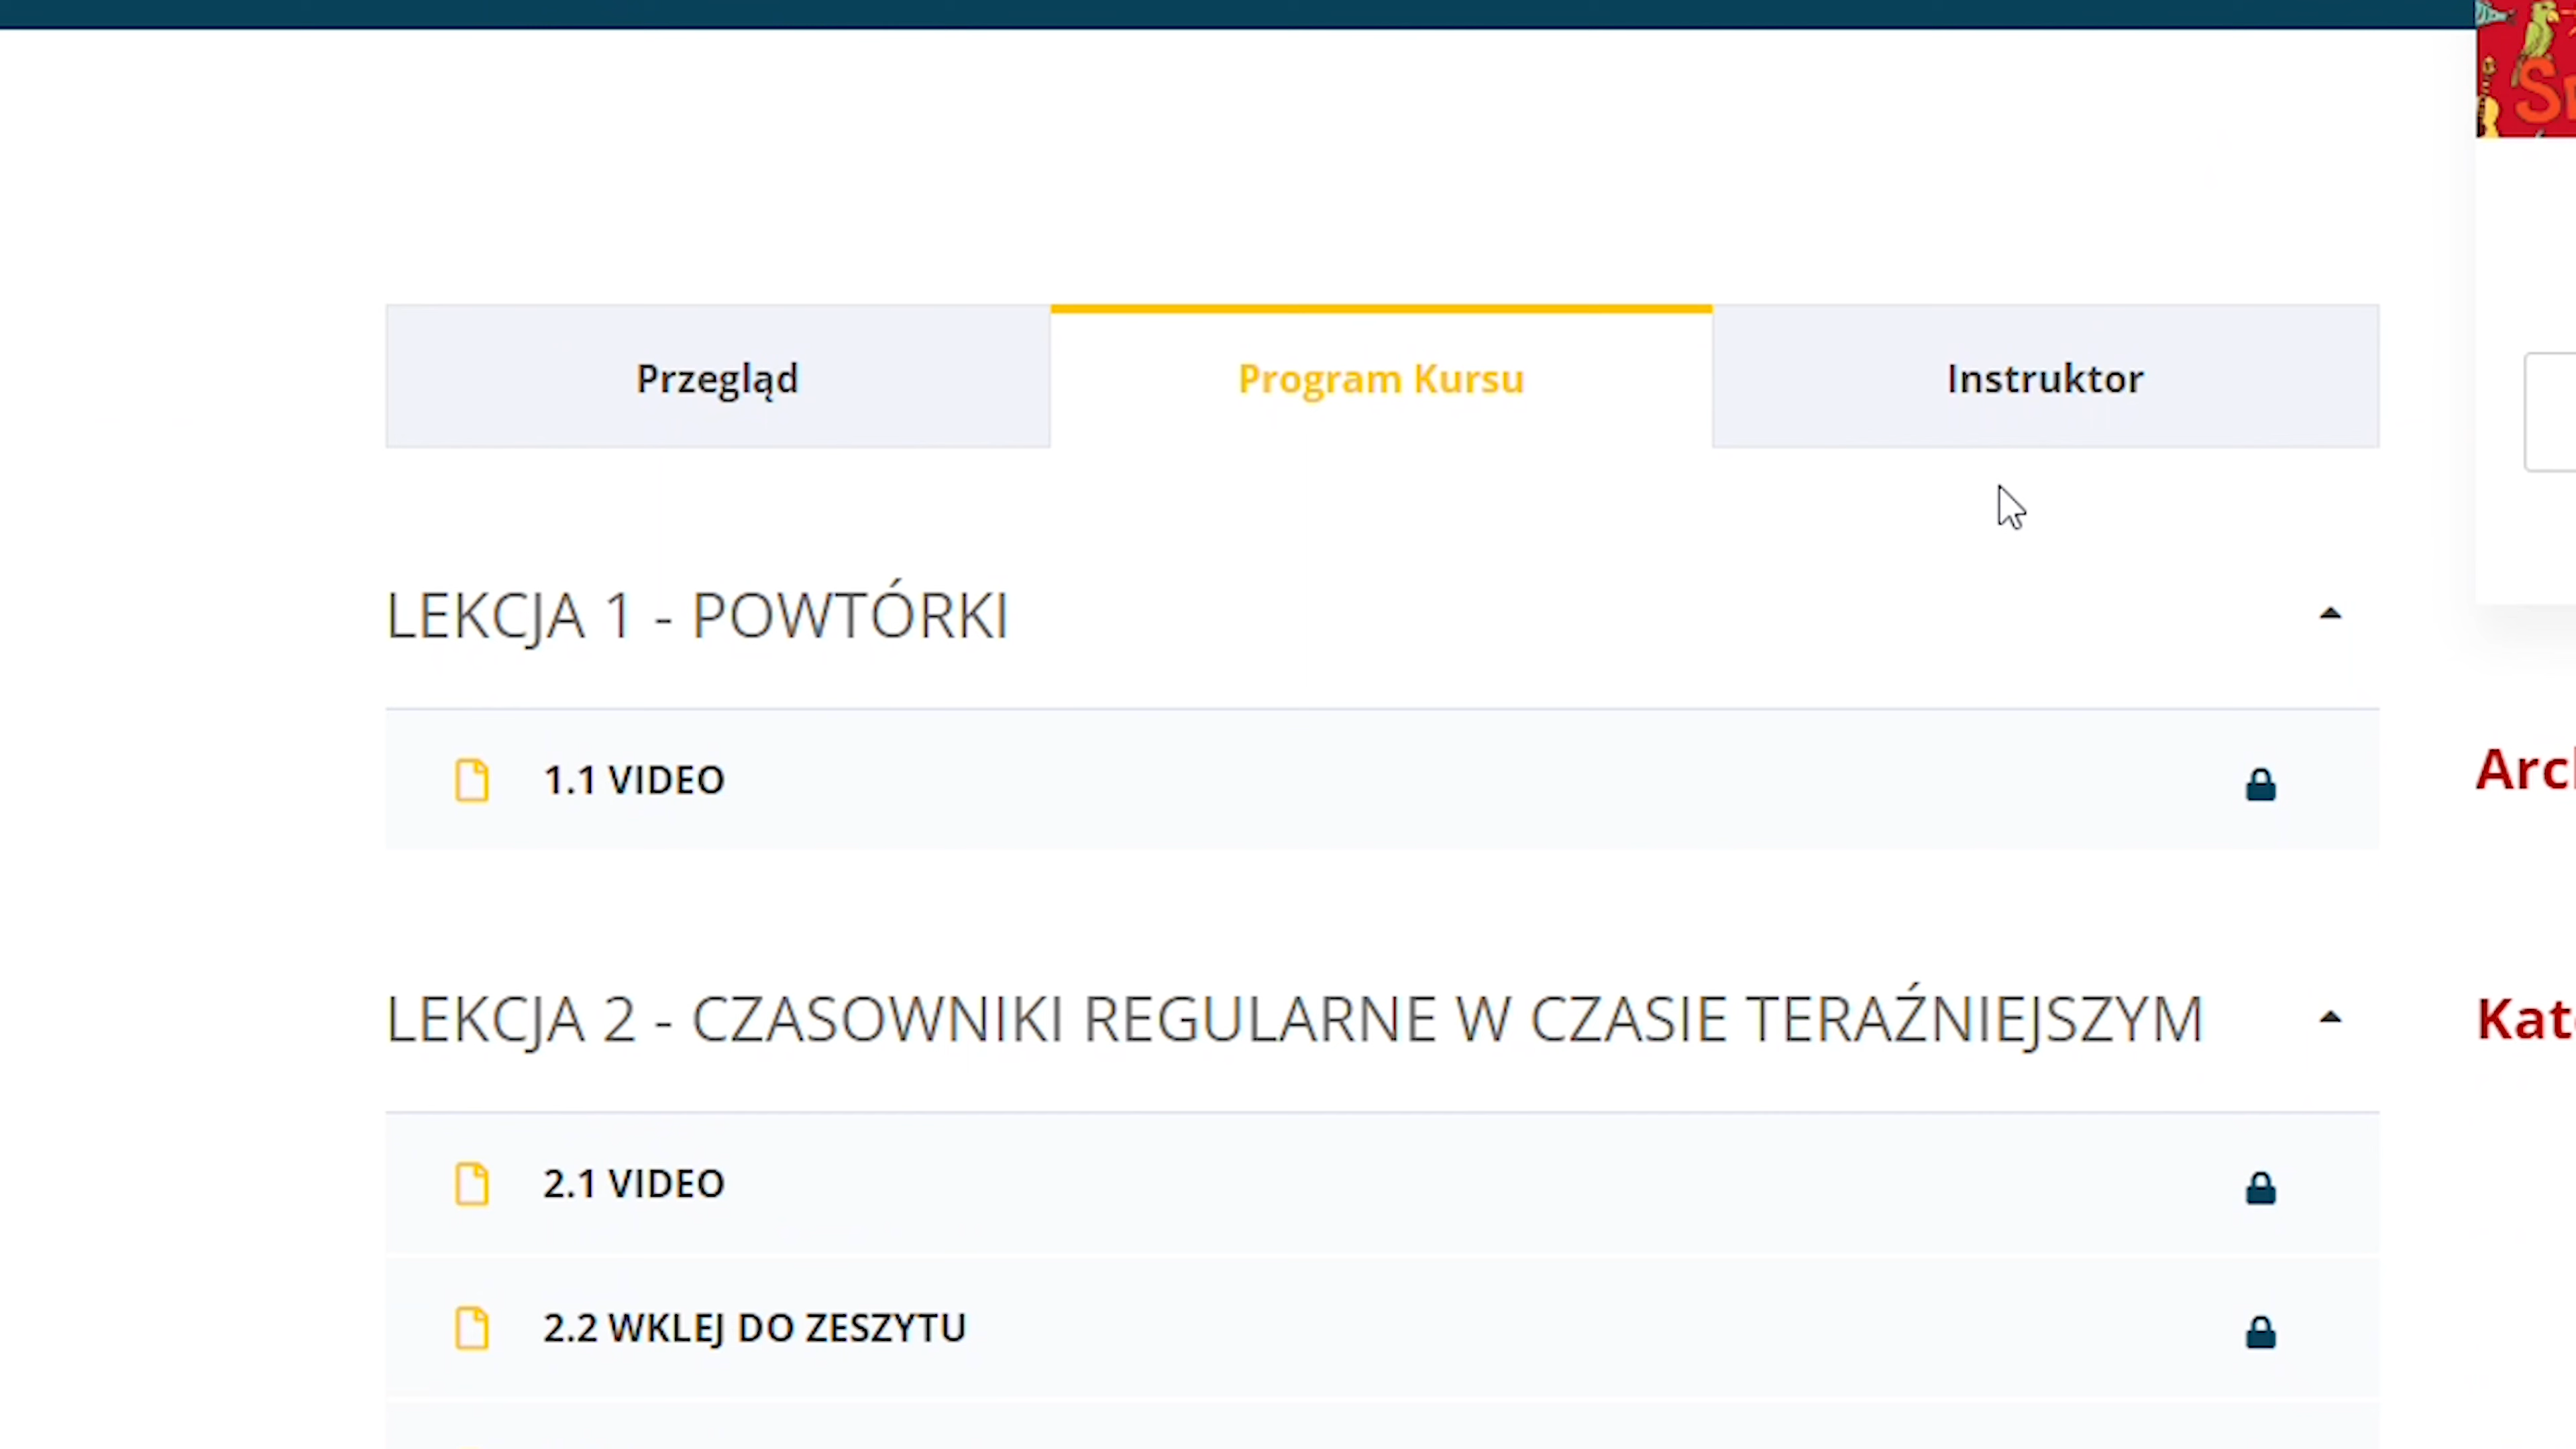 Przegląd
Program Kursu
Instruktor
LEKCJA 1 - POWTÓRKI
1.1 VIDEO
LEKCJA 2 - CZASOWNIKI REGULARNE W CZASIE TERAŹNIEJSZYM
2.1 VIDEO
2.2 WKLEJ DO ZESZYTU